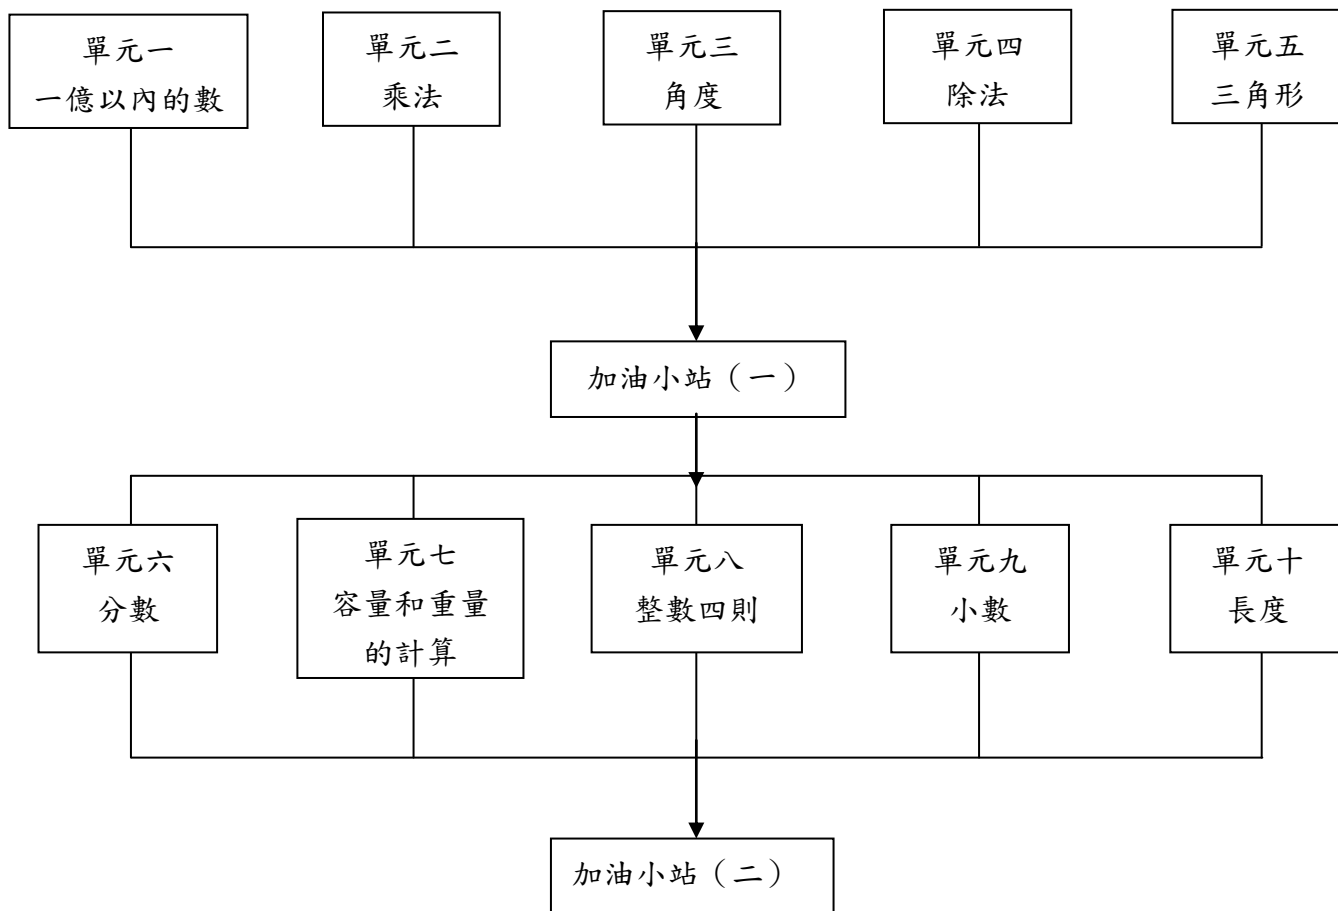 單元一
一億以內的數
單元二
乘法
單元三
角度
單元四
除法
單元五
三角形
加油小站（一）
單元六
分數
單元七
容量和重量
的計算
單元八
整數四則
單元九
小數
單元十
長度
加油小站（二）